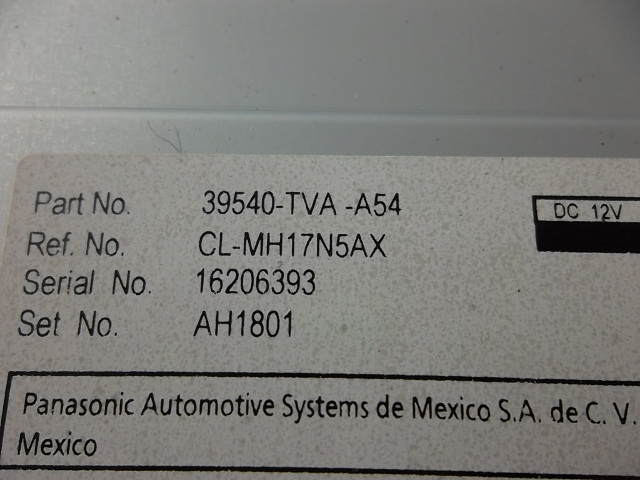 Part No. 39540-TVA -A54
DC 12V
Ref. No. CL-MH17N5AX
Serial No. 16206393
Set No. AH1801
Panasonic Automotive Systems de Mexico S.A. de C. V.
Mexico